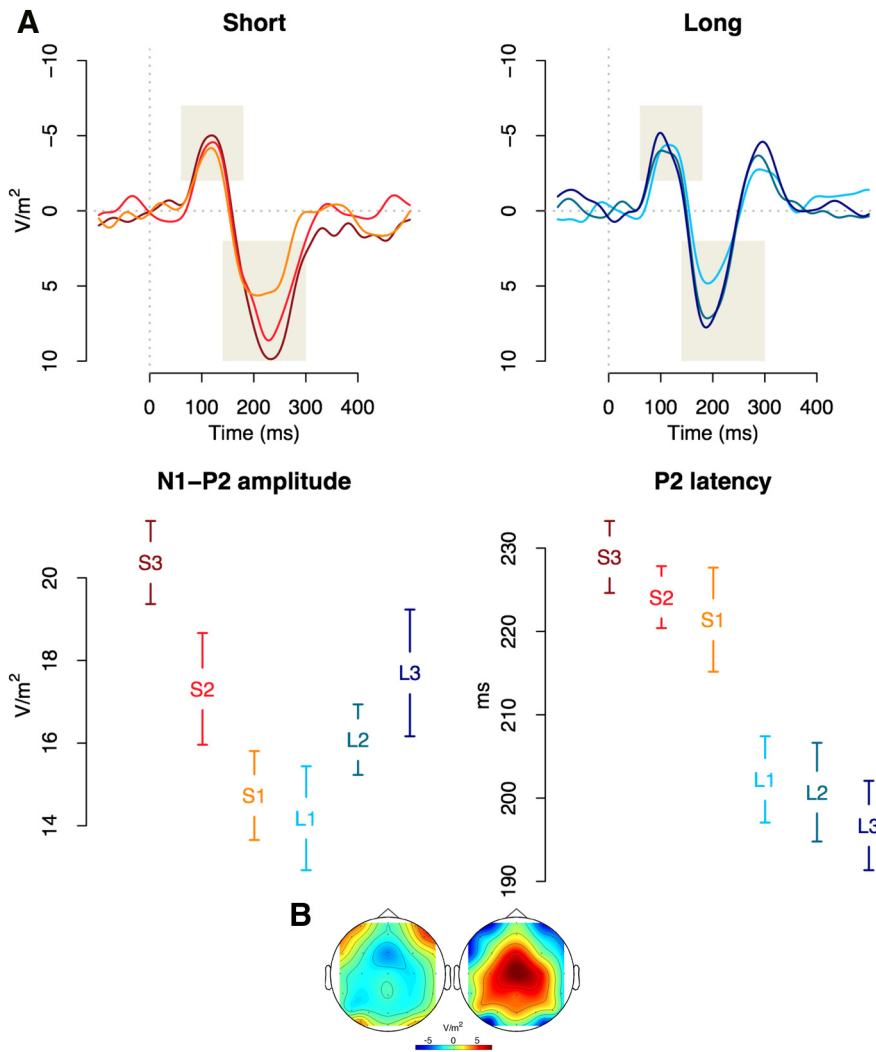 A
Short
Long
−10
−5
0
5
10
V/m²
0 100 200 300 400
Time (ms)
−10
−5
0
5
10
0 100 200 300 400
Time (ms)
N1−P2 amplitude
P2 latency
20
18
16
14
V/m²
S3
S2
S1
L1
L2
L3
230
220
210
200
190
ms
S3
S2
S1
L1
L2
L3
B
V/m²
-5 0 5